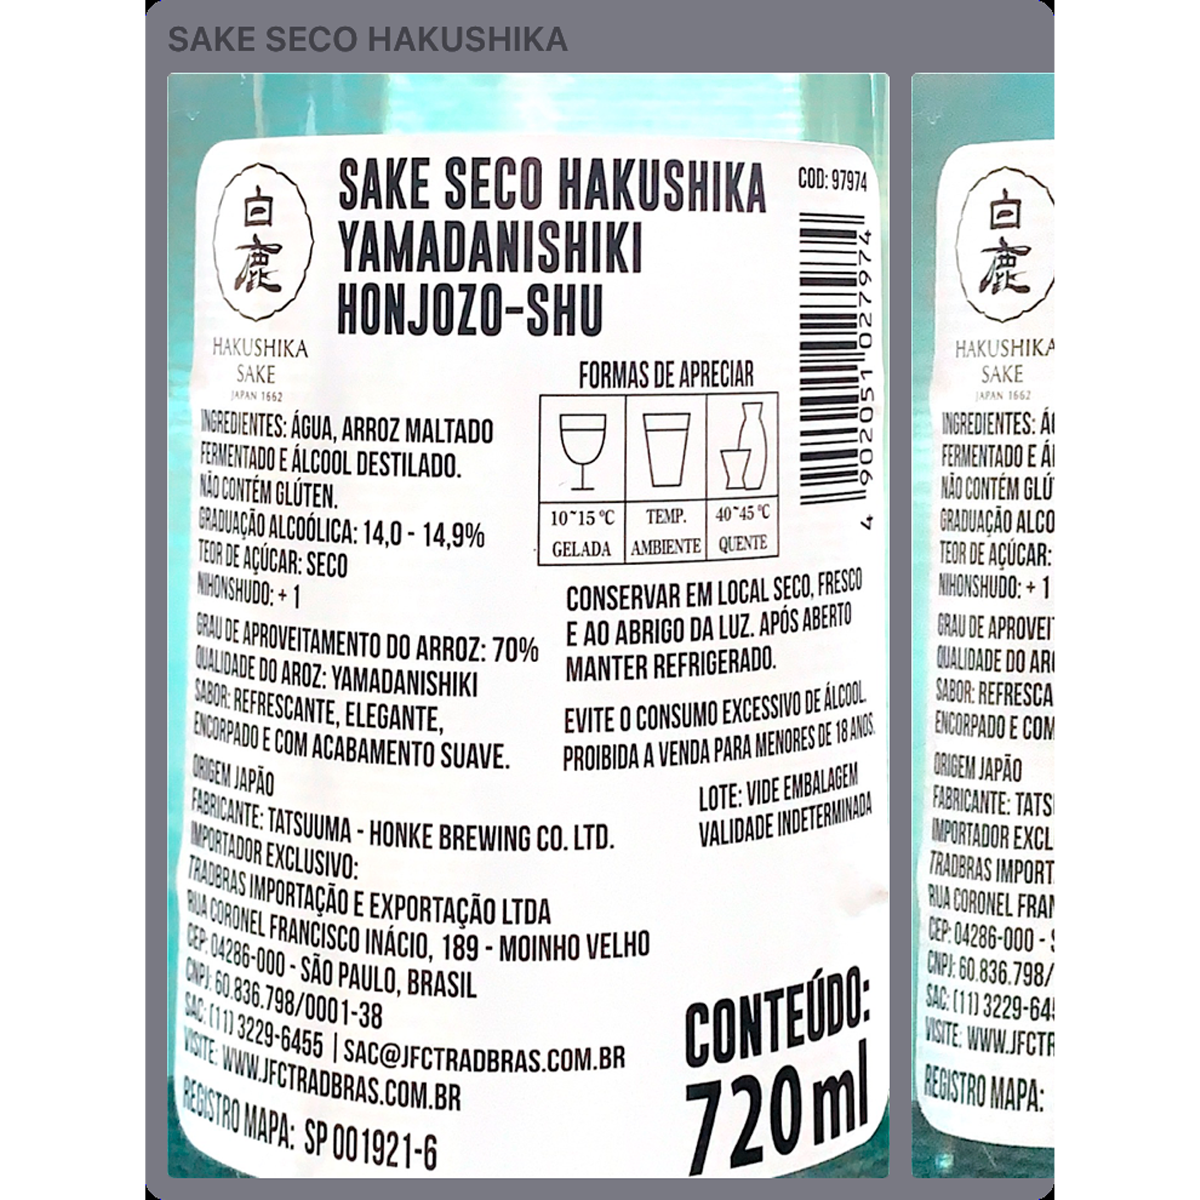 SAKE SECO HAKUSHIKA
白
鹿
HAKUSHIKA
SAKE
JAPAN 1662
SAKE SECO HAKUSHIKA
YAMADANISHIKI
HONJOZO-SHU
COD: 97974
4 902051 027974
FORMAS DE APRECIAR
10~15 °C
GELADA
TEMP.
AMBIENTE
40~45 °C
QUENTE
INGREDIENTES: ÁGUA, ARROZ MALTADO
FERMENTADO E ÁLCOOL DESTILADO.
NÃO CONTÉM GLÚTEN.
GRADUAÇÃO ALCOÓLICA: 14,0 - 14,9%
TEOR DE AÇÚCAR: SECO
NIHONSHUDO: + 1
GRAU DE APROVEITAMENTO DO ARROZ: 70%
QUALIDADE DO AROZ: YAMADANISHIKI
SABOR: REFRESCANTE, ELEGANTE,
ENCORPADO E COM ACABAMENTO SUAVE.
ORIGEM JAPÃO
FABRICANTE: TATSUUMA - HONKE BREWING CO. LTD.
IMPORTADOR EXCLUSIVO:
TRADBRAS IMPORTAÇÃO E EXPORTAÇÃO LTDA
RUA CORONEL FRANCISCO INÁCIO, 189 - MOINHO VELHO
CEP: 04286-000 - SÃO PAULO, BRASIL
CNPJ: 60.836.798/0001-38
SAC: (11) 3229-6455 | SAC@JFCTRADBRAS.COM.BR
VISITE: WWW.JFCTRADBRAS.COM.BR
REGISTRO MAPA: SP 001921-6
CONSERVAR EM LOCAL SECO, FRESCO
E AO ABRIGO DA LUZ. APÓS ABERTO
MANTER REFRIGERADO.
EVITE O CONSUMO EXCESSIVO DE ÁLCOOL.
PROIBIDA A VENDA PARA MENORES DE 18 ANOS.
LOTE: VIDE EMBALAGEM
VALIDADE INDETERMINADA
CONTEÚDO:
720 ml
白
鹿
HAKUSHIKA
SAKE
JAPAN 1662
INGREDIENTES: ÁG
FERMENTADO E ÁL
NÃO CONTÉM GLÚT
GRADUAÇÃO ALCO
TEOR DE AÇÚCAR:
NIHONSHUDO: + 1
GRAU DE APROVEIT
QUALIDADE DO ARO
SABOR: REFRESCA
ENCORPADO E COM
ORIGEM JAPÃO
FABRICANTE: TATS
IMPORTADOR EXCL
TRADBRAS IMPORT
RUA CORONEL FRAN
CEP: 04286-000 - S
CNPJ: 60.836.798/
SAC: (11) 3229-645
VISITE: WWW.JFCTR
REGISTRO MAPA: